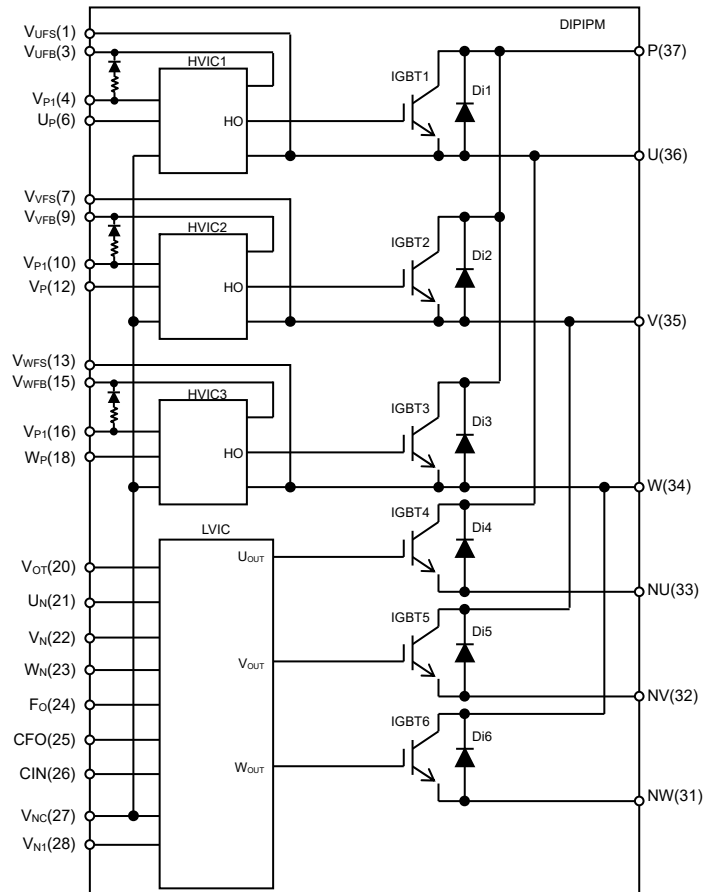 DIPIPM
VUFS(1)
VUFB(3)
HVIC1
IGBT1
P(37)
Di1
VP1(4)
UP(6)
HO
U(36)
VVFS(7)
VVFB(9)
HVIC2
IGBT2
Di2
VP1(10)
VP(12)
HO
V(35)
VWFS(13)
VWFB(15)
HVIC3
IGBT3
Di3
VP1(16)
WP(18)
HO
W(34)
LVIC
IGBT4
Di4
UOUT
VOT(20)
NU(33)
UN(21)
IGBT5
Di5
VN(22)
VOUT
WN(23)
NV(32)
FO(24)
IGBT6
Di6
CFO(25)
WOUT
CIN(26)
NW(31)
VNC(27)
VN1(28)